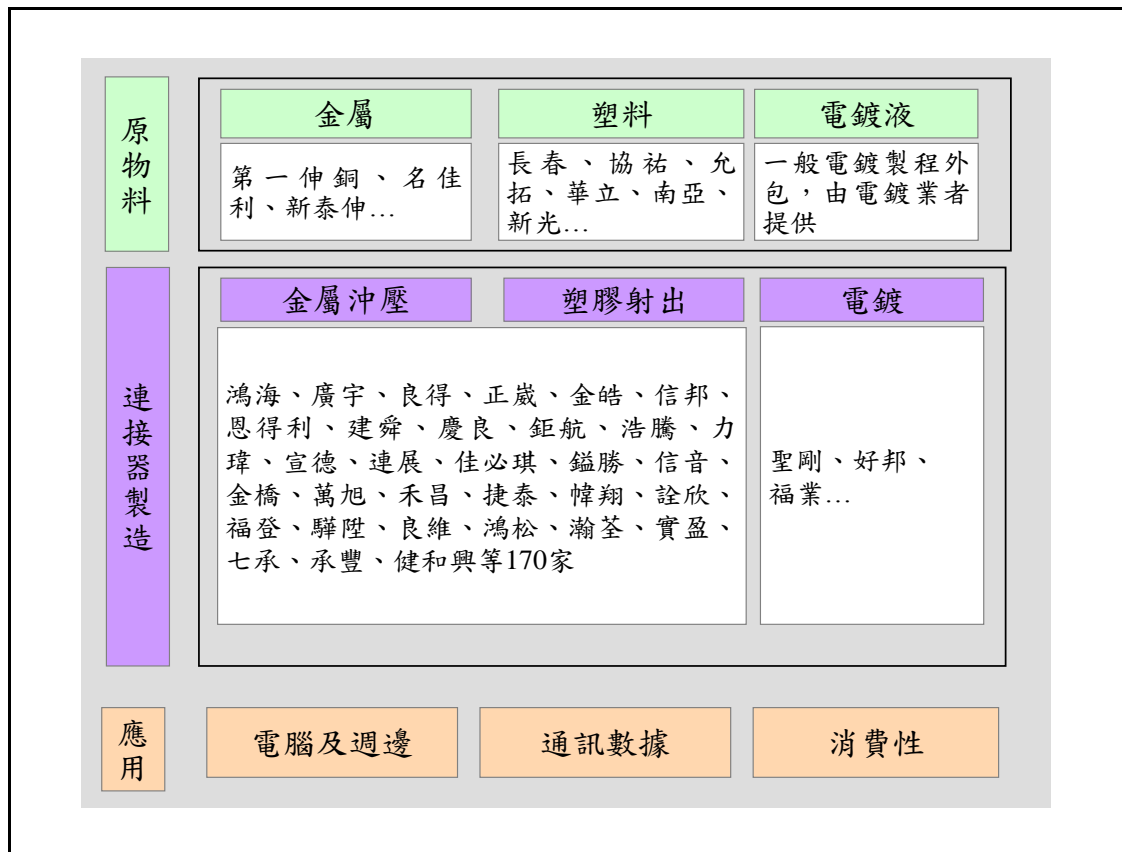 原物料
金屬
塑料
電鍍液
第一伸銅、名佳
利、新泰伸…
長春、協祐、允
拓、華立、南亞、
新光…
一般電鍍製程外
包，由電鍍業者
提供
連接器製造
金屬沖壓
塑膠射出
電鍍
鴻海、廣宇、良得、正崴、金皓、信邦、
恩得利、建舜、慶良、鉅航、浩騰、力
瑋、宣德、連展、佳必琪、鎰勝、信音、
金橋、萬旭、禾昌、捷泰、幃翔、詮欣、
福登、驊陞、良維、鴻松、瀚荃、實盈、
七承、承豐、健和興等170家
聖剛、好邦、
福業…
應用
電腦及週邊
通訊數據
消費性